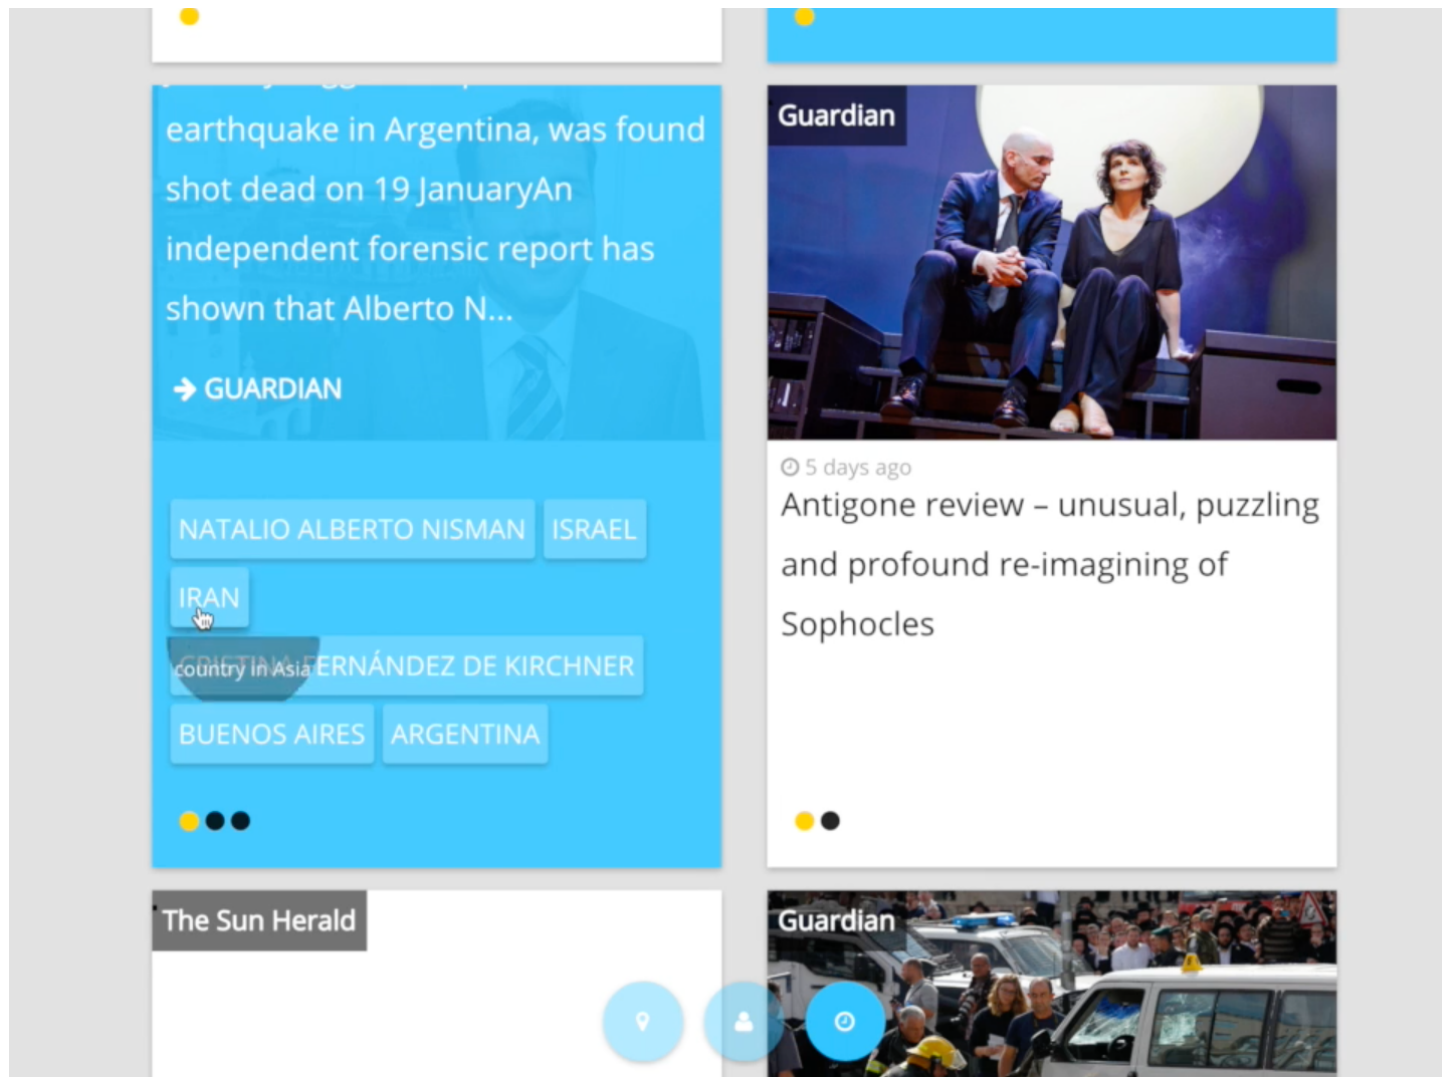 earthquake in Argentina, was found
shot dead on 19 JanuaryAn
independent forensic report has
shown that Alberto N...
GUARDIAN
NATALIO ALBERTO NISMAN
ISRAEL
IRAN
country in Asia
CRISTINA FERNÁNDEZ DE KIRCHNER
BUENOS AIRES
ARGENTINA
Guardian
5 days ago
Antigone review – unusual, puzzling
and profound re-imagining of
Sophocles
The Sun Herald
Guardian